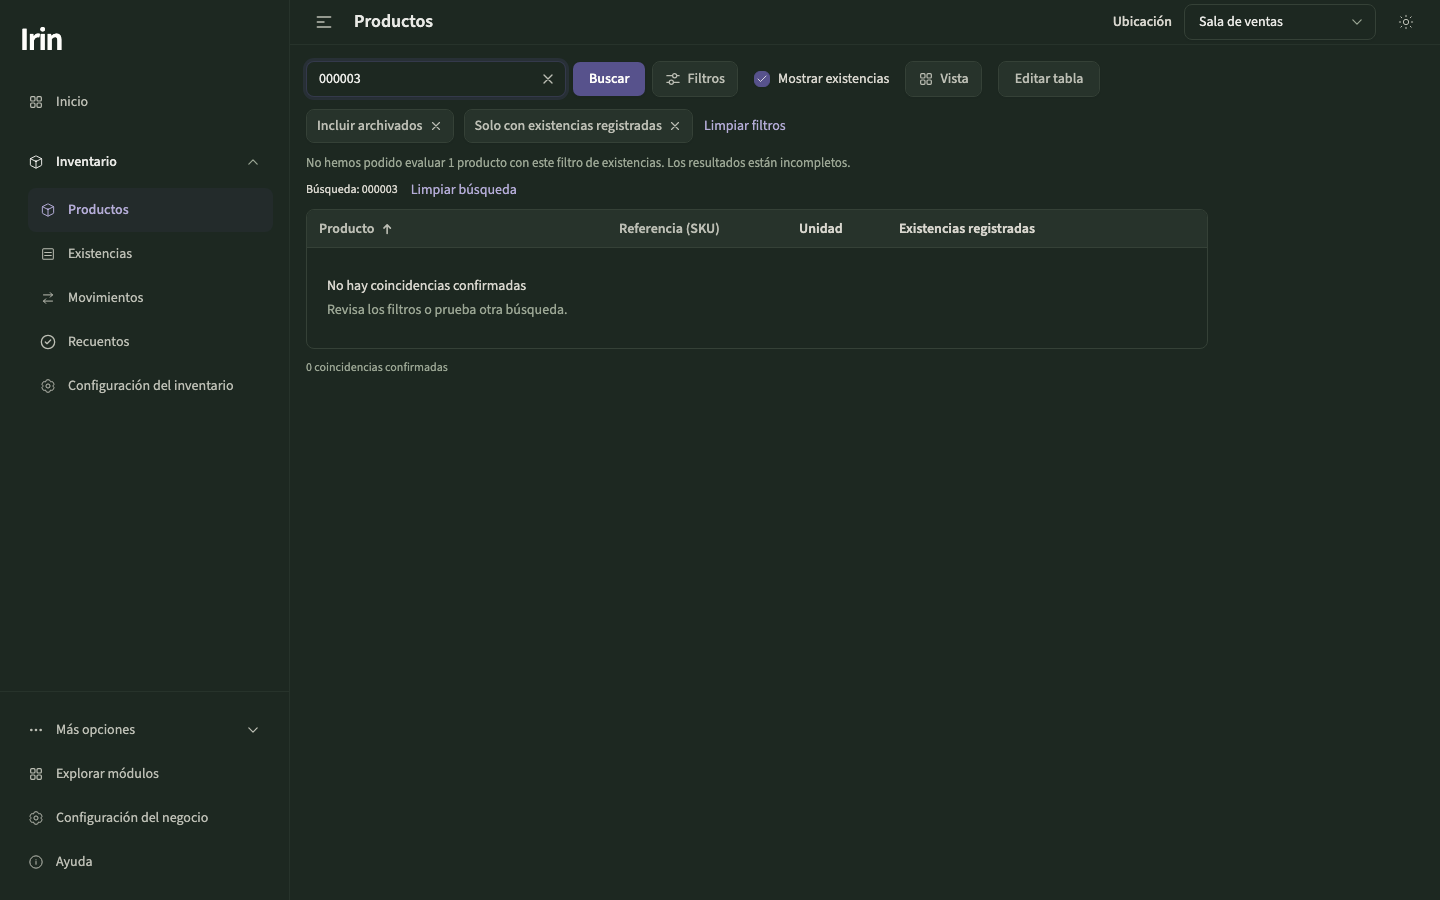 Irin
Productos
Ubicación
Sala de ventas
Inicio
Inventario
Productos
Existencias
Movimientos
Recuentos
Configuración del inventario
Más opciones
Explorar módulos
Configuración del negocio
Ayuda
000003
Buscar
Filtros
Mostrar existencias
Vista
Editar tabla
Incluir archivados
Solo con existencias registradas
Limpiar filtros
No hemos podido evaluar 1 producto con este filtro de existencias. Los resultados están incompletos.
Búsqueda: 000003
Limpiar búsqueda
Producto
Referencia (SKU)
Unidad
Existencias registradas
No hay coincidencias confirmadas
Revisa los filtros o prueba otra búsqueda.
0 coincidencias confirmadas